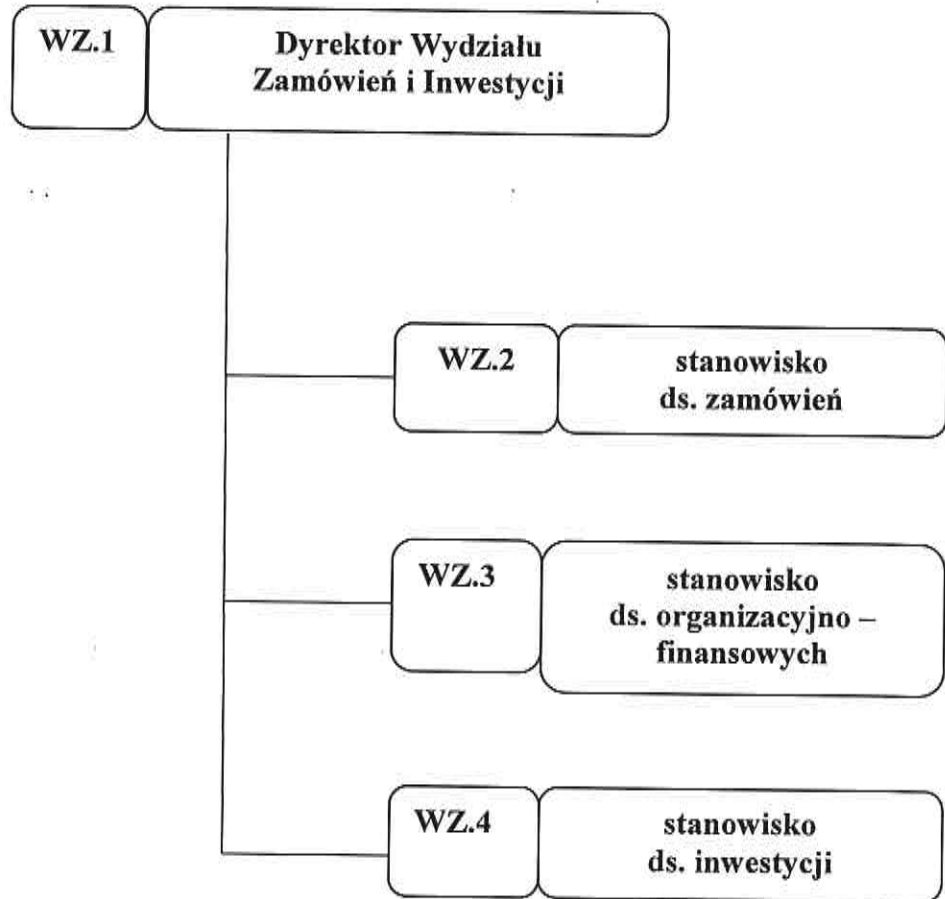 WZ.1
Dyrektor Wydziału
Zamówień i Inwestycji
WZ.2
stanowisko
ds. zamówień
WZ.3
stanowisko
ds. organizacyjno –
finansowych
WZ.4
stanowisko
ds. inwestycji